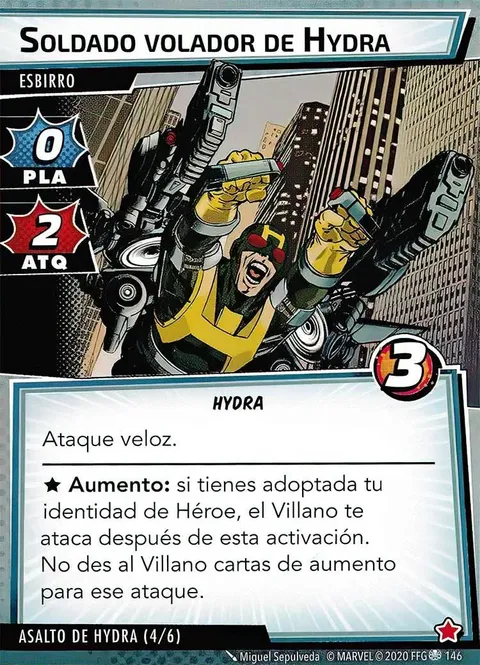 Soldado volador de Hydra
ESBIRRO
0
PLA
2
ATQ
3
HYDRA
Ataque veloz.
★ Aumento: si tienes adoptada tu
identidad de Héroe, el Villano te
ataca después de esta activación.
No des al Villano cartas de aumento
para ese ataque.
ASALTO DE HYDRA (4/6)
Miguel Sepulveda © MARVEL © 2020 FFG 146